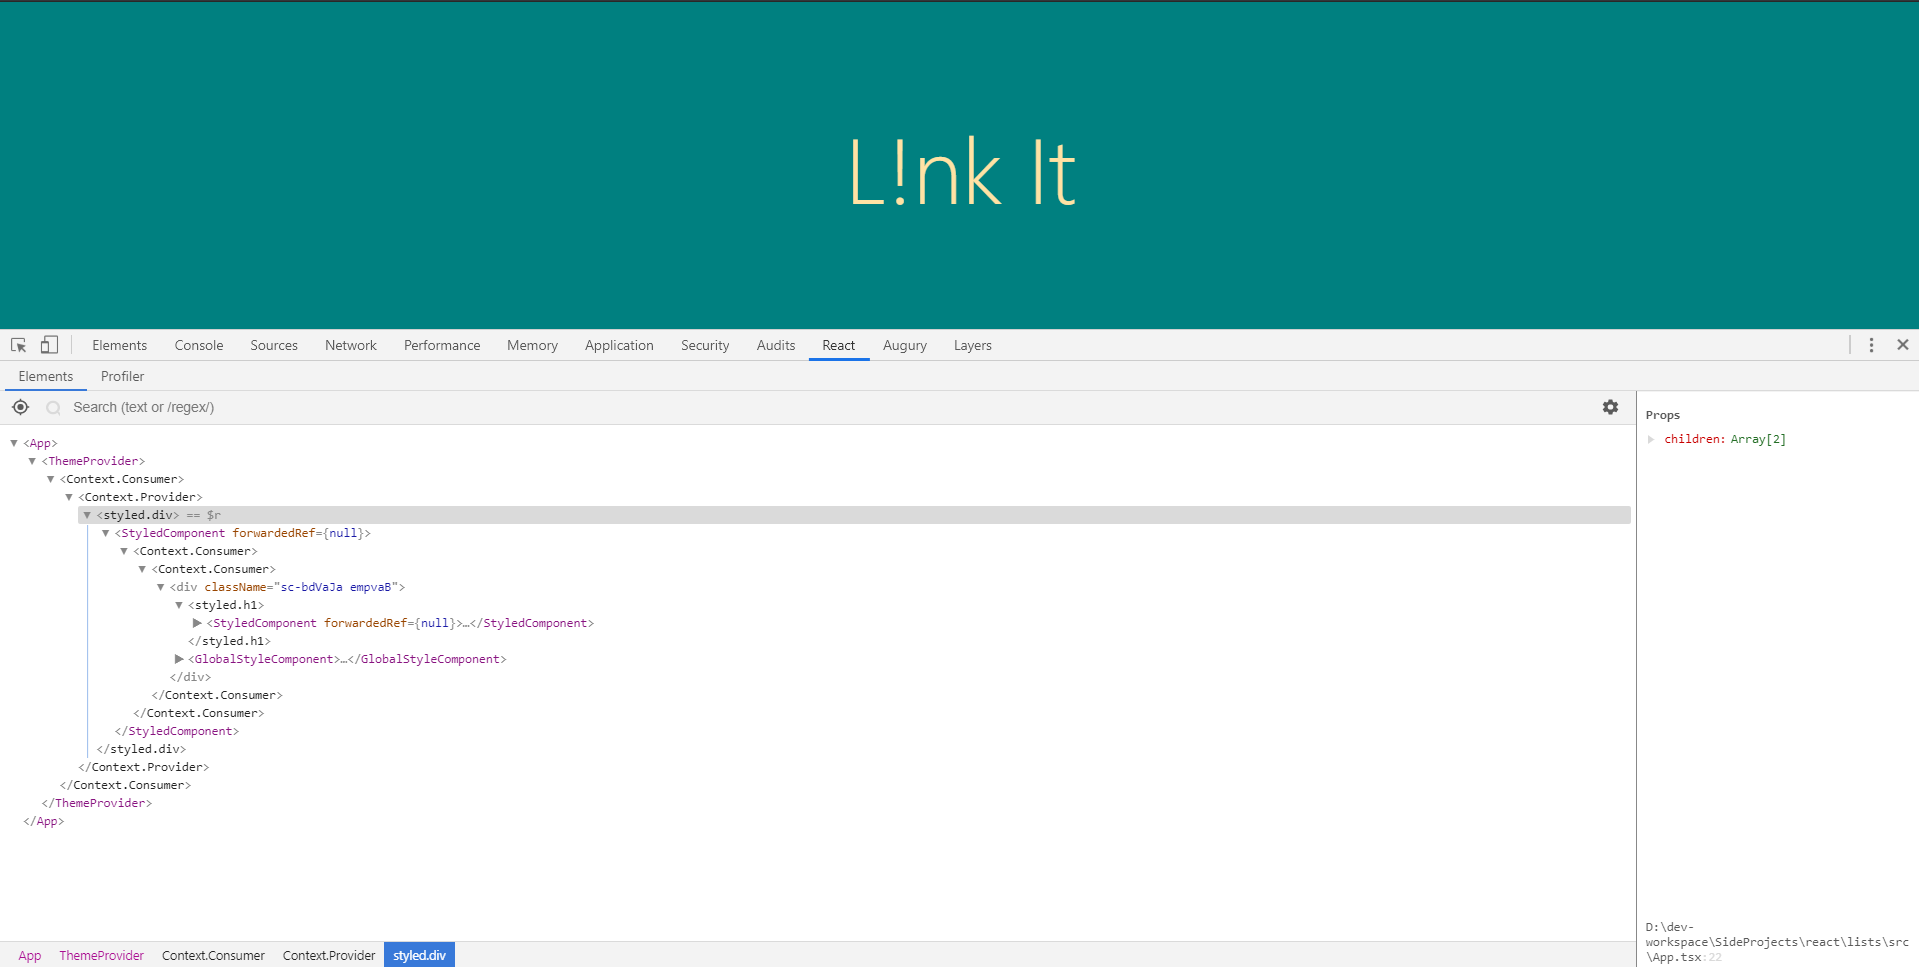 L!nk It
Elements Console Sources Network Performance Memory Application Security Audits React Augury Layers
Elements Profiler
Search (text or /regex/)
<App>
<ThemeProvider>
<Context.Consumer>
<Context.Provider>
<styled.div> == $r
<StyledComponent forwardedRef={null}>
<Context.Consumer>
<Context.Consumer>
<div className="sc-bdVaJa empvaB">
<styled.h1>
<StyledComponent forwardedRef={null}>…</StyledComponent>
</styled.h1>
<GlobalStyleComponent>…</GlobalStyleComponent>
</div>
</Context.Consumer>
</Context.Consumer>
</StyledComponent>
</styled.div>
</Context.Provider>
</Context.Consumer>
</ThemeProvider>
</App>
App ThemeProvider Context.Consumer Context.Provider styled.div
Props
children: Array[2]
D:\dev-
workspace\SideProjects\react\lists\src
\App.tsx:22